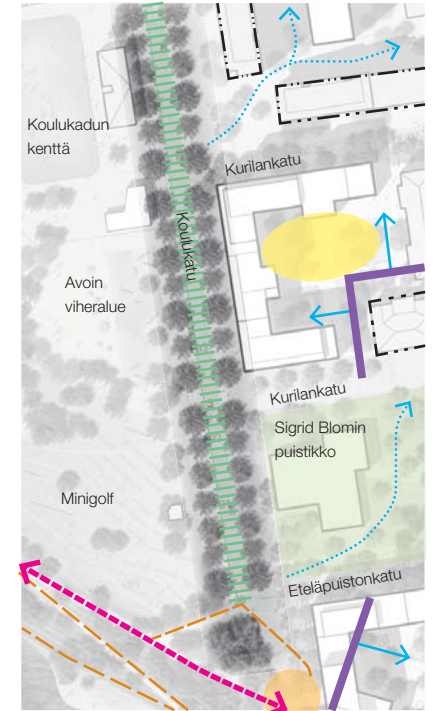 Koulukadun
kenttä
Kurilankatu
Koulukatu
Avoin
viheralue
Kurilankatu
Sigrid Blomin
puistikko
Minigolf
Eteläpuistonkatu